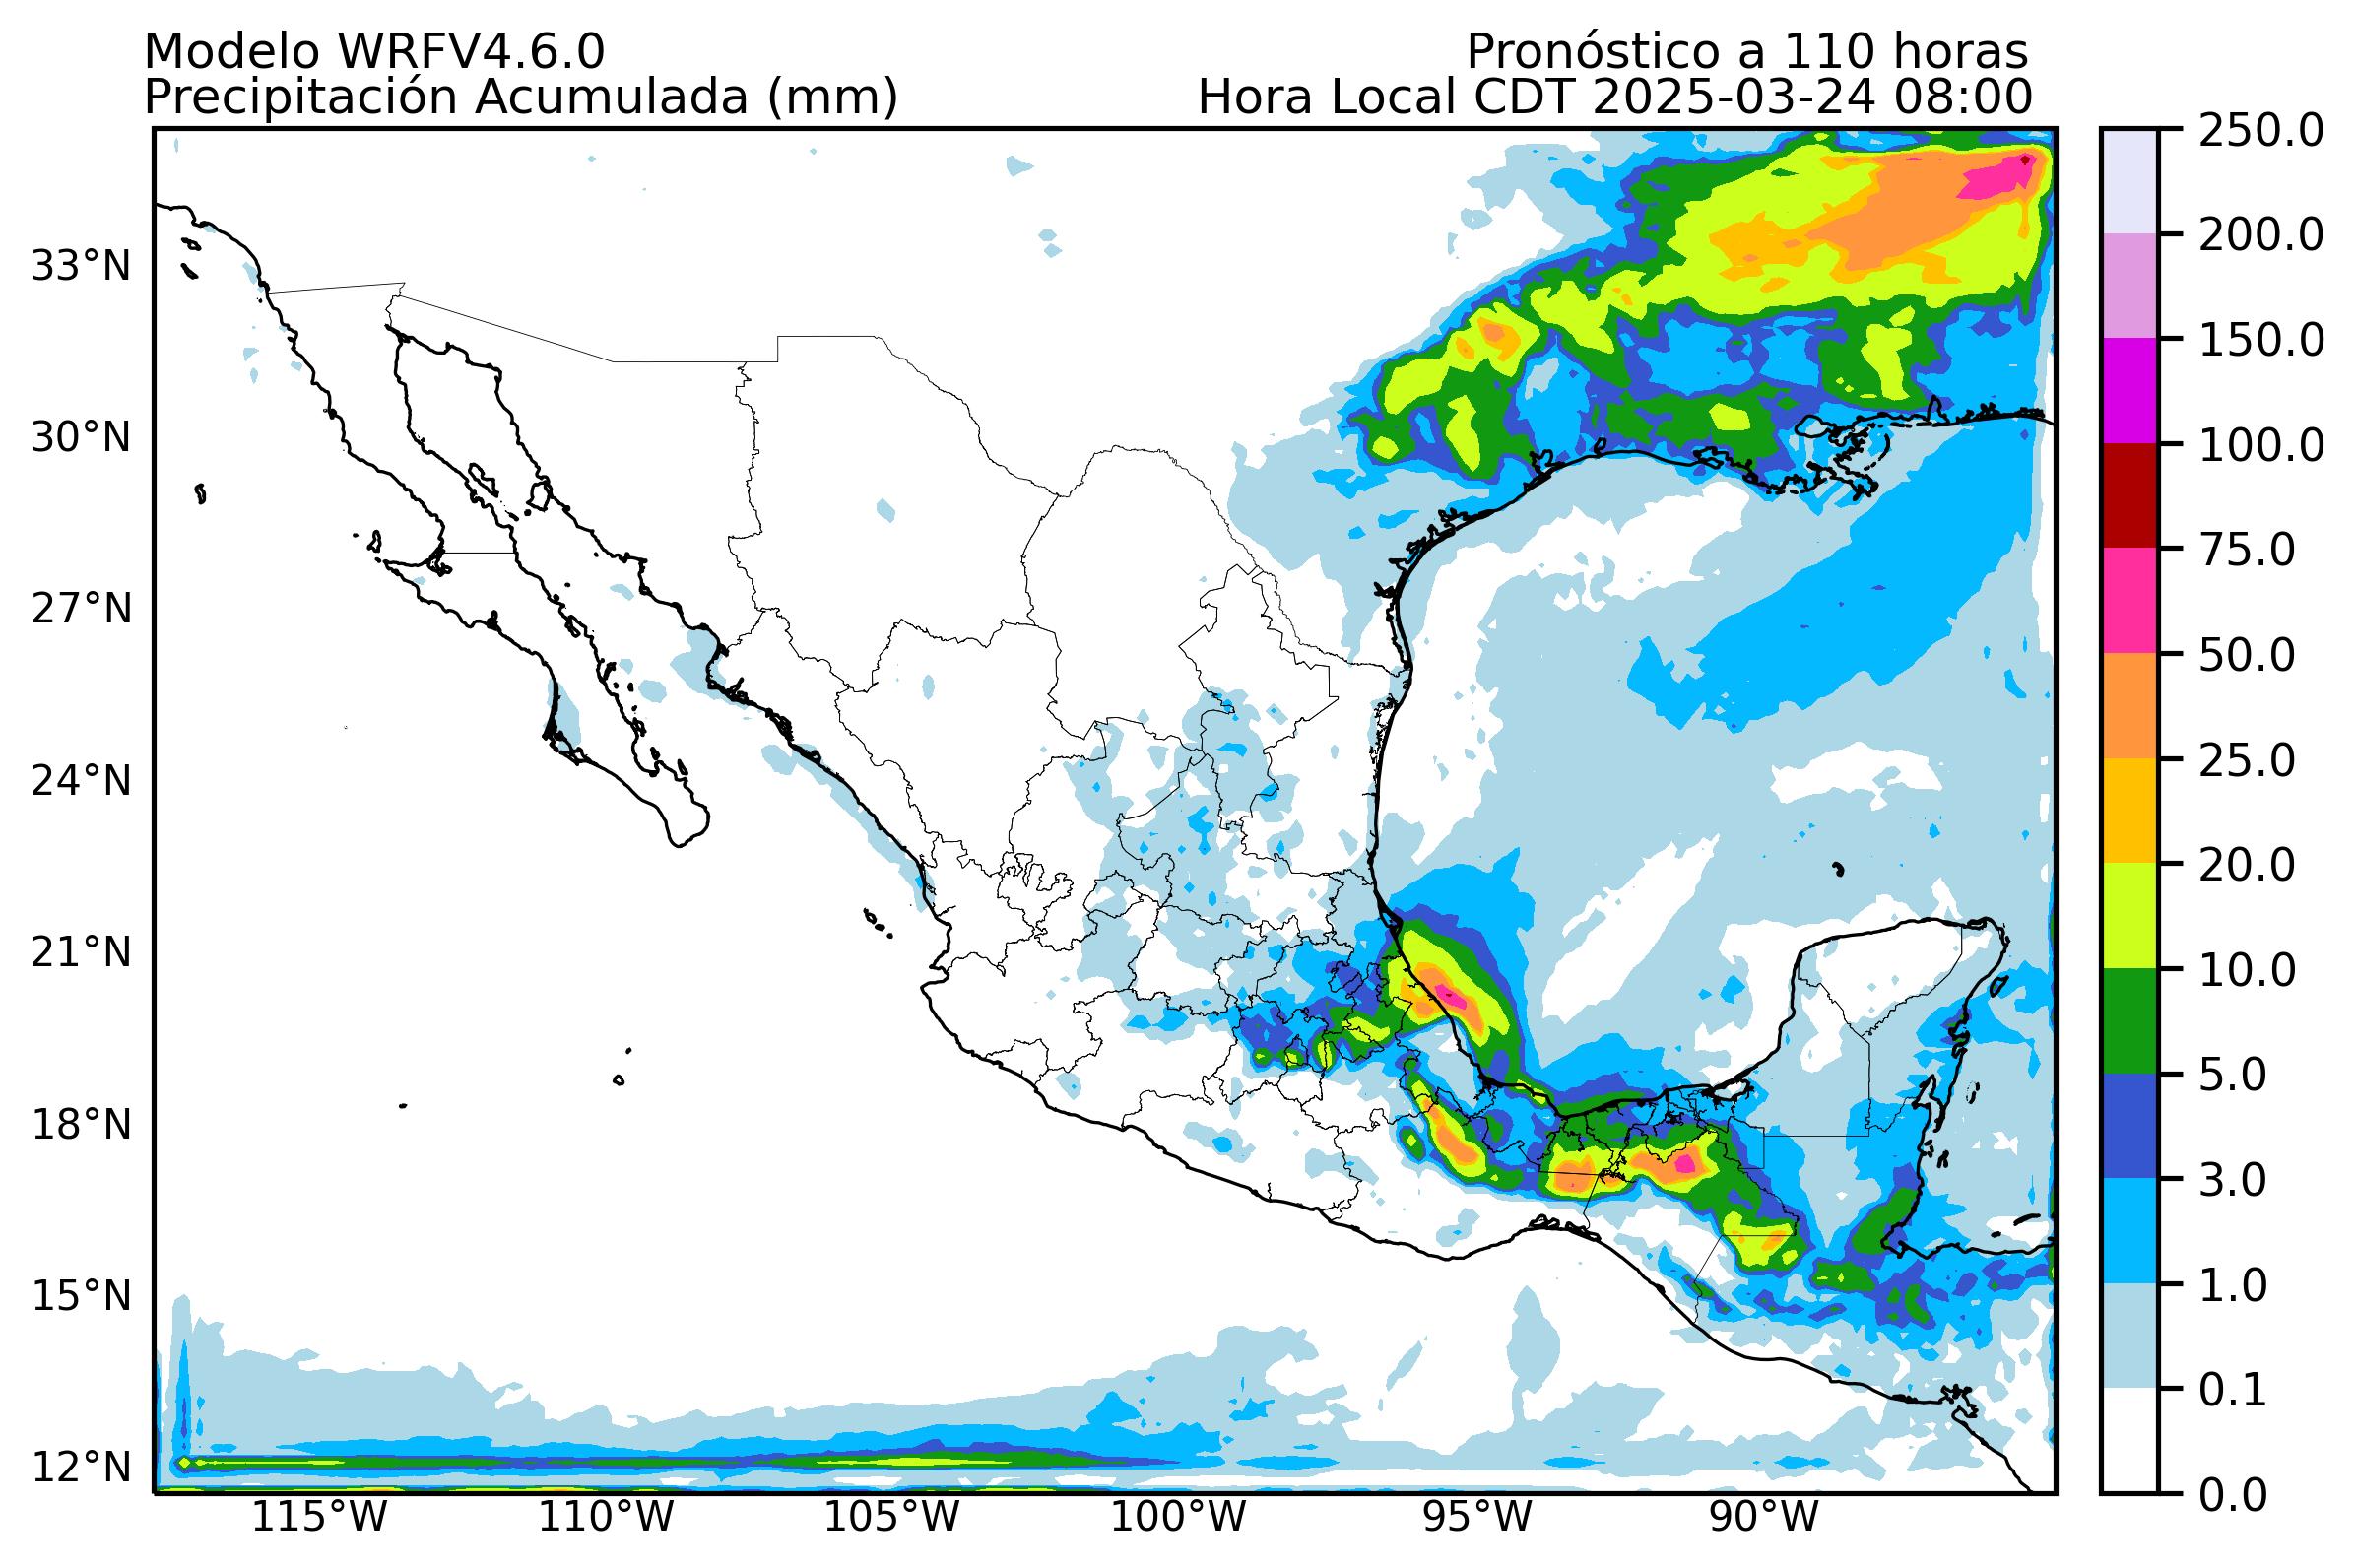 Modelo WRFV4.6.0
Pronóstico a 110 horas
Precipitación Acumulada (mm)
Hora Local CDT 2025-03-24 08:00
33°N
30°N
27°N
24°N
21°N
18°N
15°N
12°N
115°W
110°W
105°W
100°W
95°W
90°W
250.0
200.0
150.0
100.0
75.0
50.0
25.0
20.0
10.0
5.0
3.0
1.0
0.1
0.0